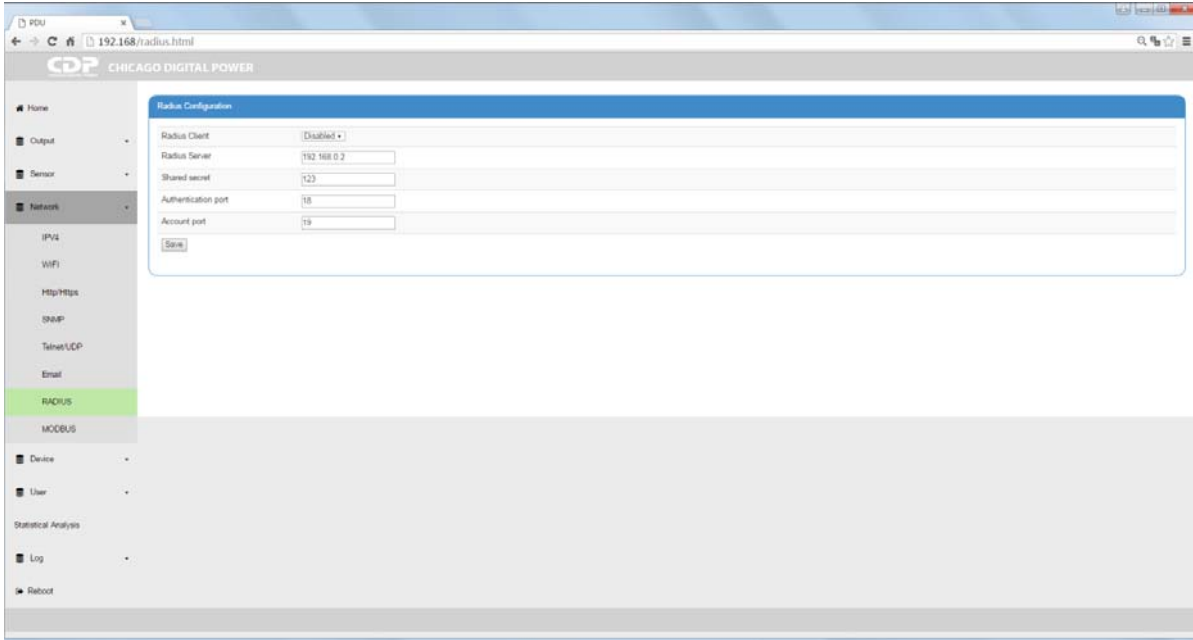 PDU
192.168/radius.html
CDP CHICAGO DIGITAL POWER
Home
Output
Sensor
Network
IPV4
WiFi
Http/Https
SNMP
Telnet/UDP
Email
RADIUS
MODBUS
Device
User
Statistical Analysis
Log
Reboot
Radius Configuration
Radius Client Disabled
Radius Server 192.168.0.2
Shared secret 123
Authentication port 18
Account port 19
Save